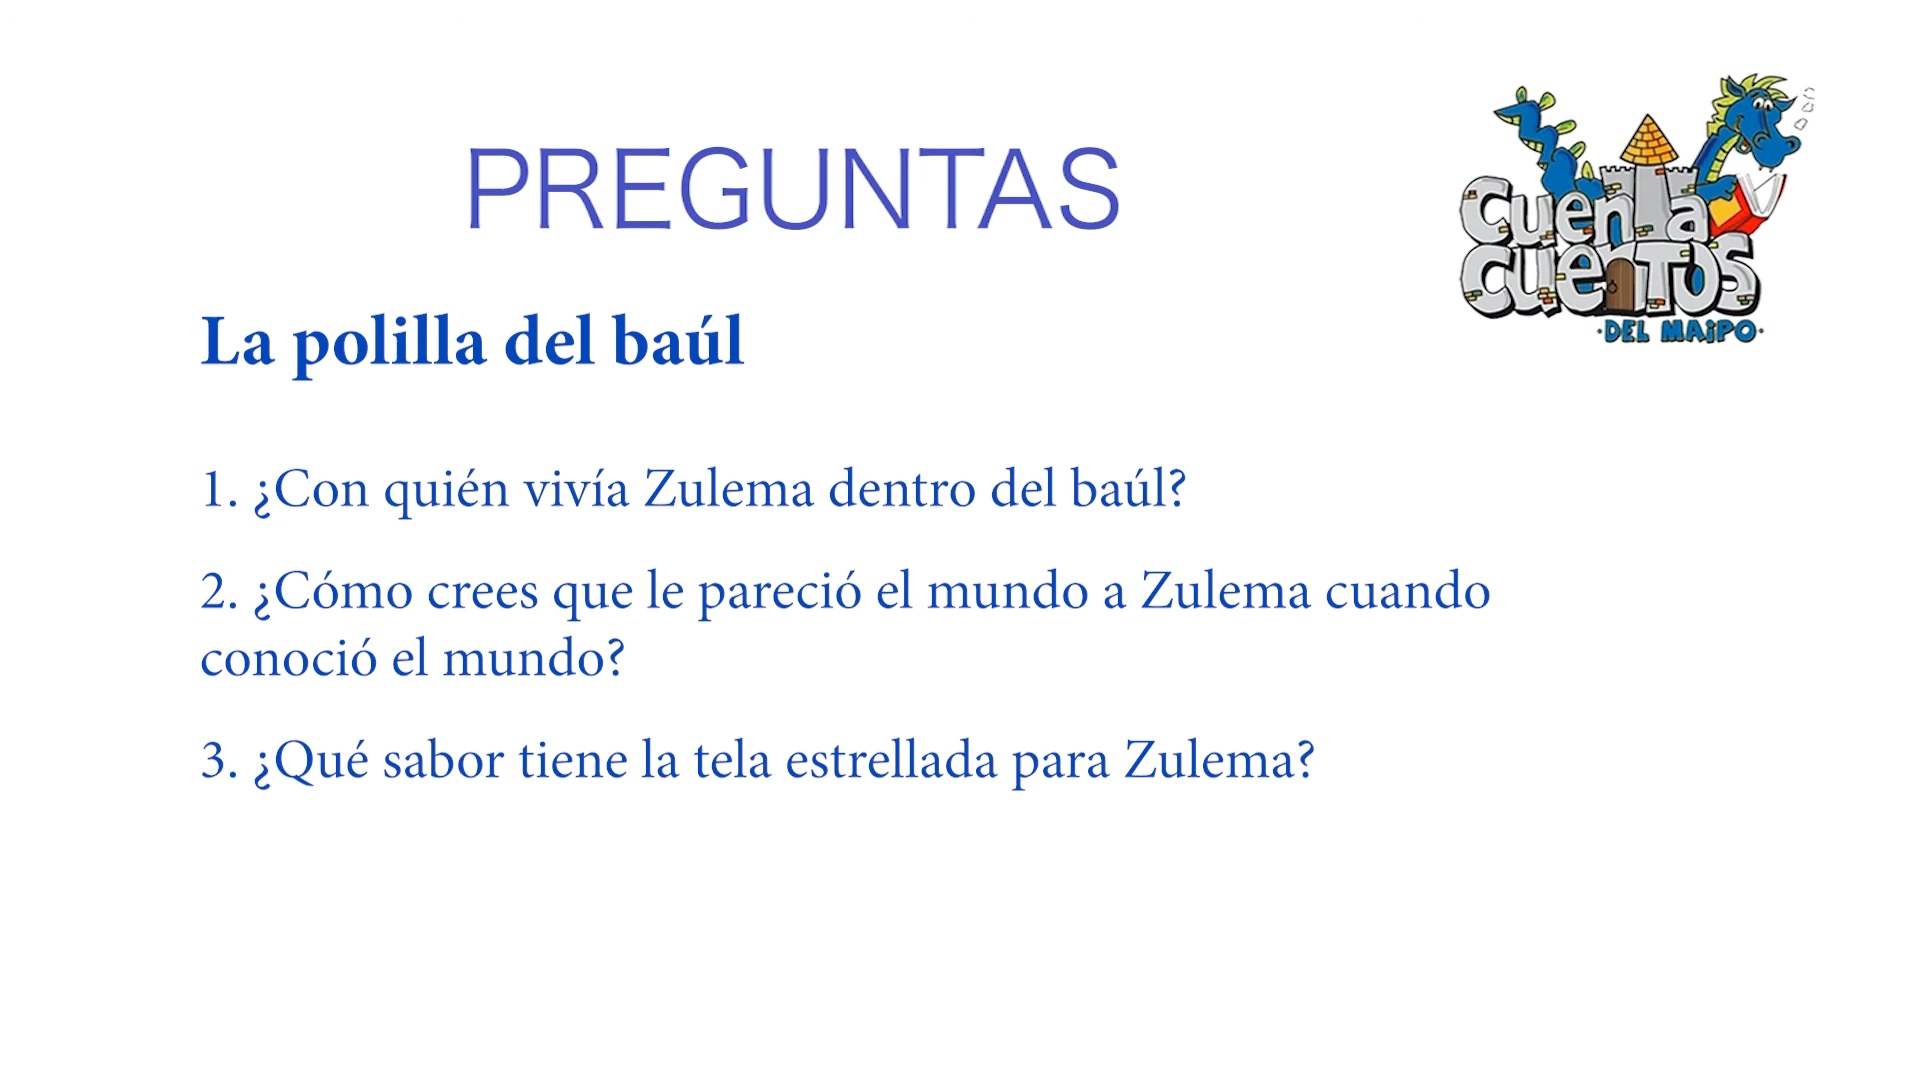 PREGUNTAS
Cuenta
cuentos
·DEL MAIPO·
La polilla del baúl
1. ¿Con quién vivía Zulema dentro del baúl?
2. ¿Cómo crees que le pareció el mundo a Zulema cuando
conoció el mundo?
3. ¿Qué sabor tiene la tela estrellada para Zulema?